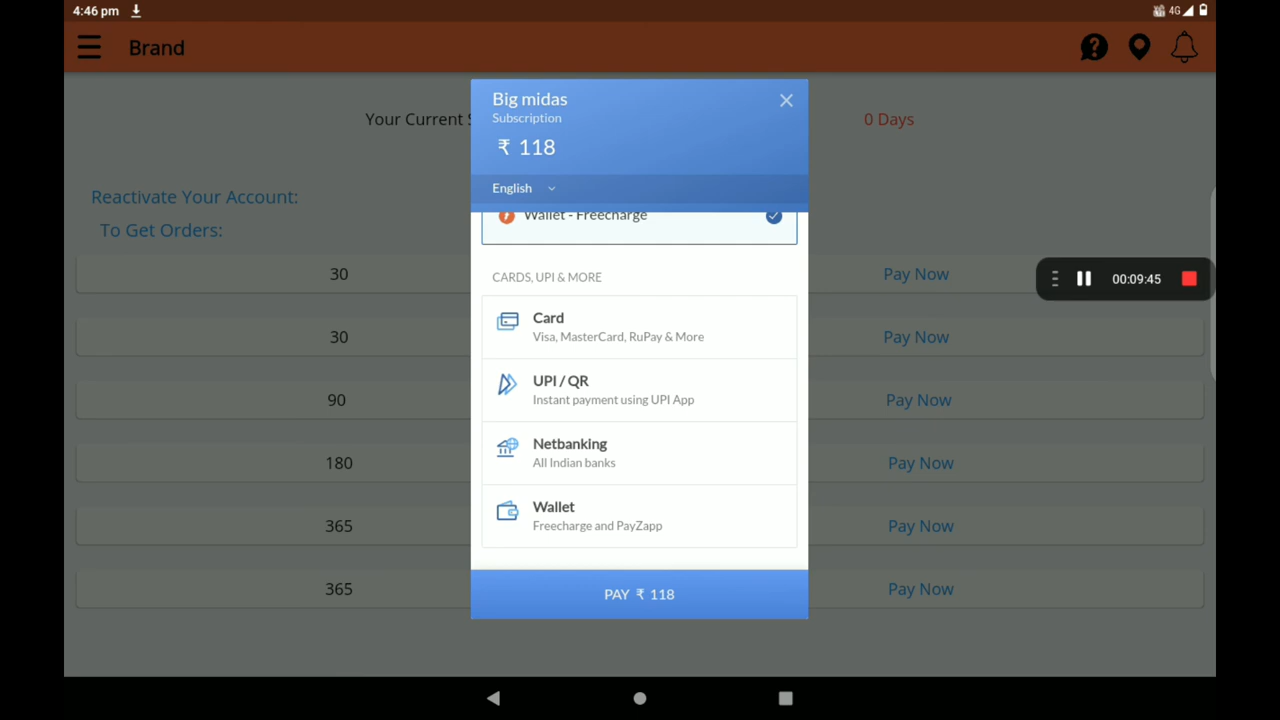 4:46 pm
4G
Brand
Big midas
Subscription
₹ 118
English
Your Current S
0 Days
Reactivate Your Account:
To Get Orders:
Wallet - Freecharge
CARDS, UPI & MORE
30 Pay Now
Card
Visa, MasterCard, RuPay & More
00:09:45
30 Pay Now
UPI / QR
Instant payment using UPI App
90 Pay Now
Netbanking
All Indian banks
180 Pay Now
Wallet
Freecharge and PayZapp
365 Pay Now
365 Pay Now
PAY ₹ 118